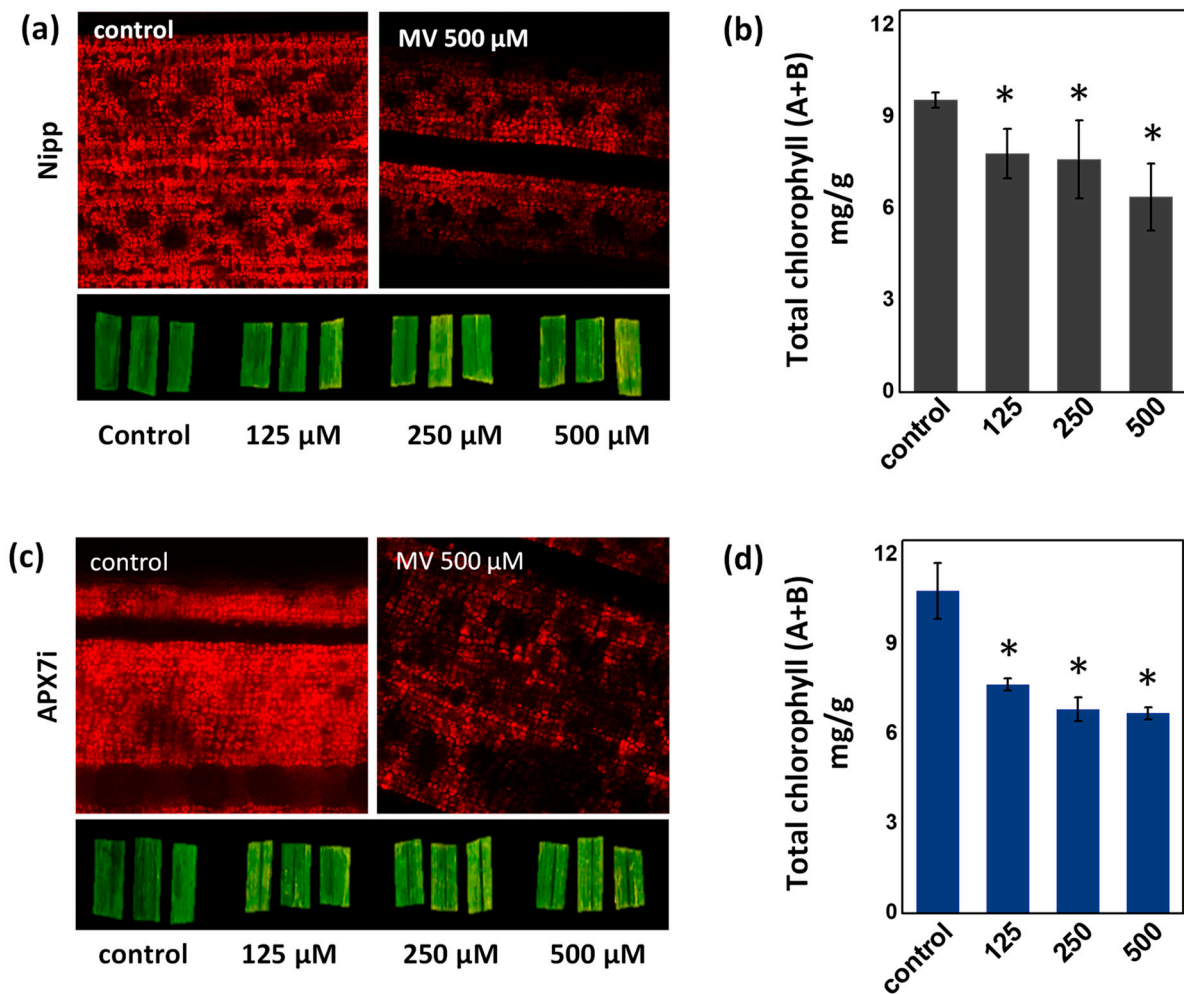 (a)
control
MV 500 µM
Nipp
Control 125 µM 250 µM 500 µM
(b)
Total chlorophyll (A+B)
mg/g
12
9
6
3
0
* * *
control 125 250 500
(c)
control
MV 500 µM
APX7i
control 125 µM 250 µM 500 µM
(d)
Total chlorophyll (A+B)
mg/g
12
9
6
3
0
* * *
control 125 250 500